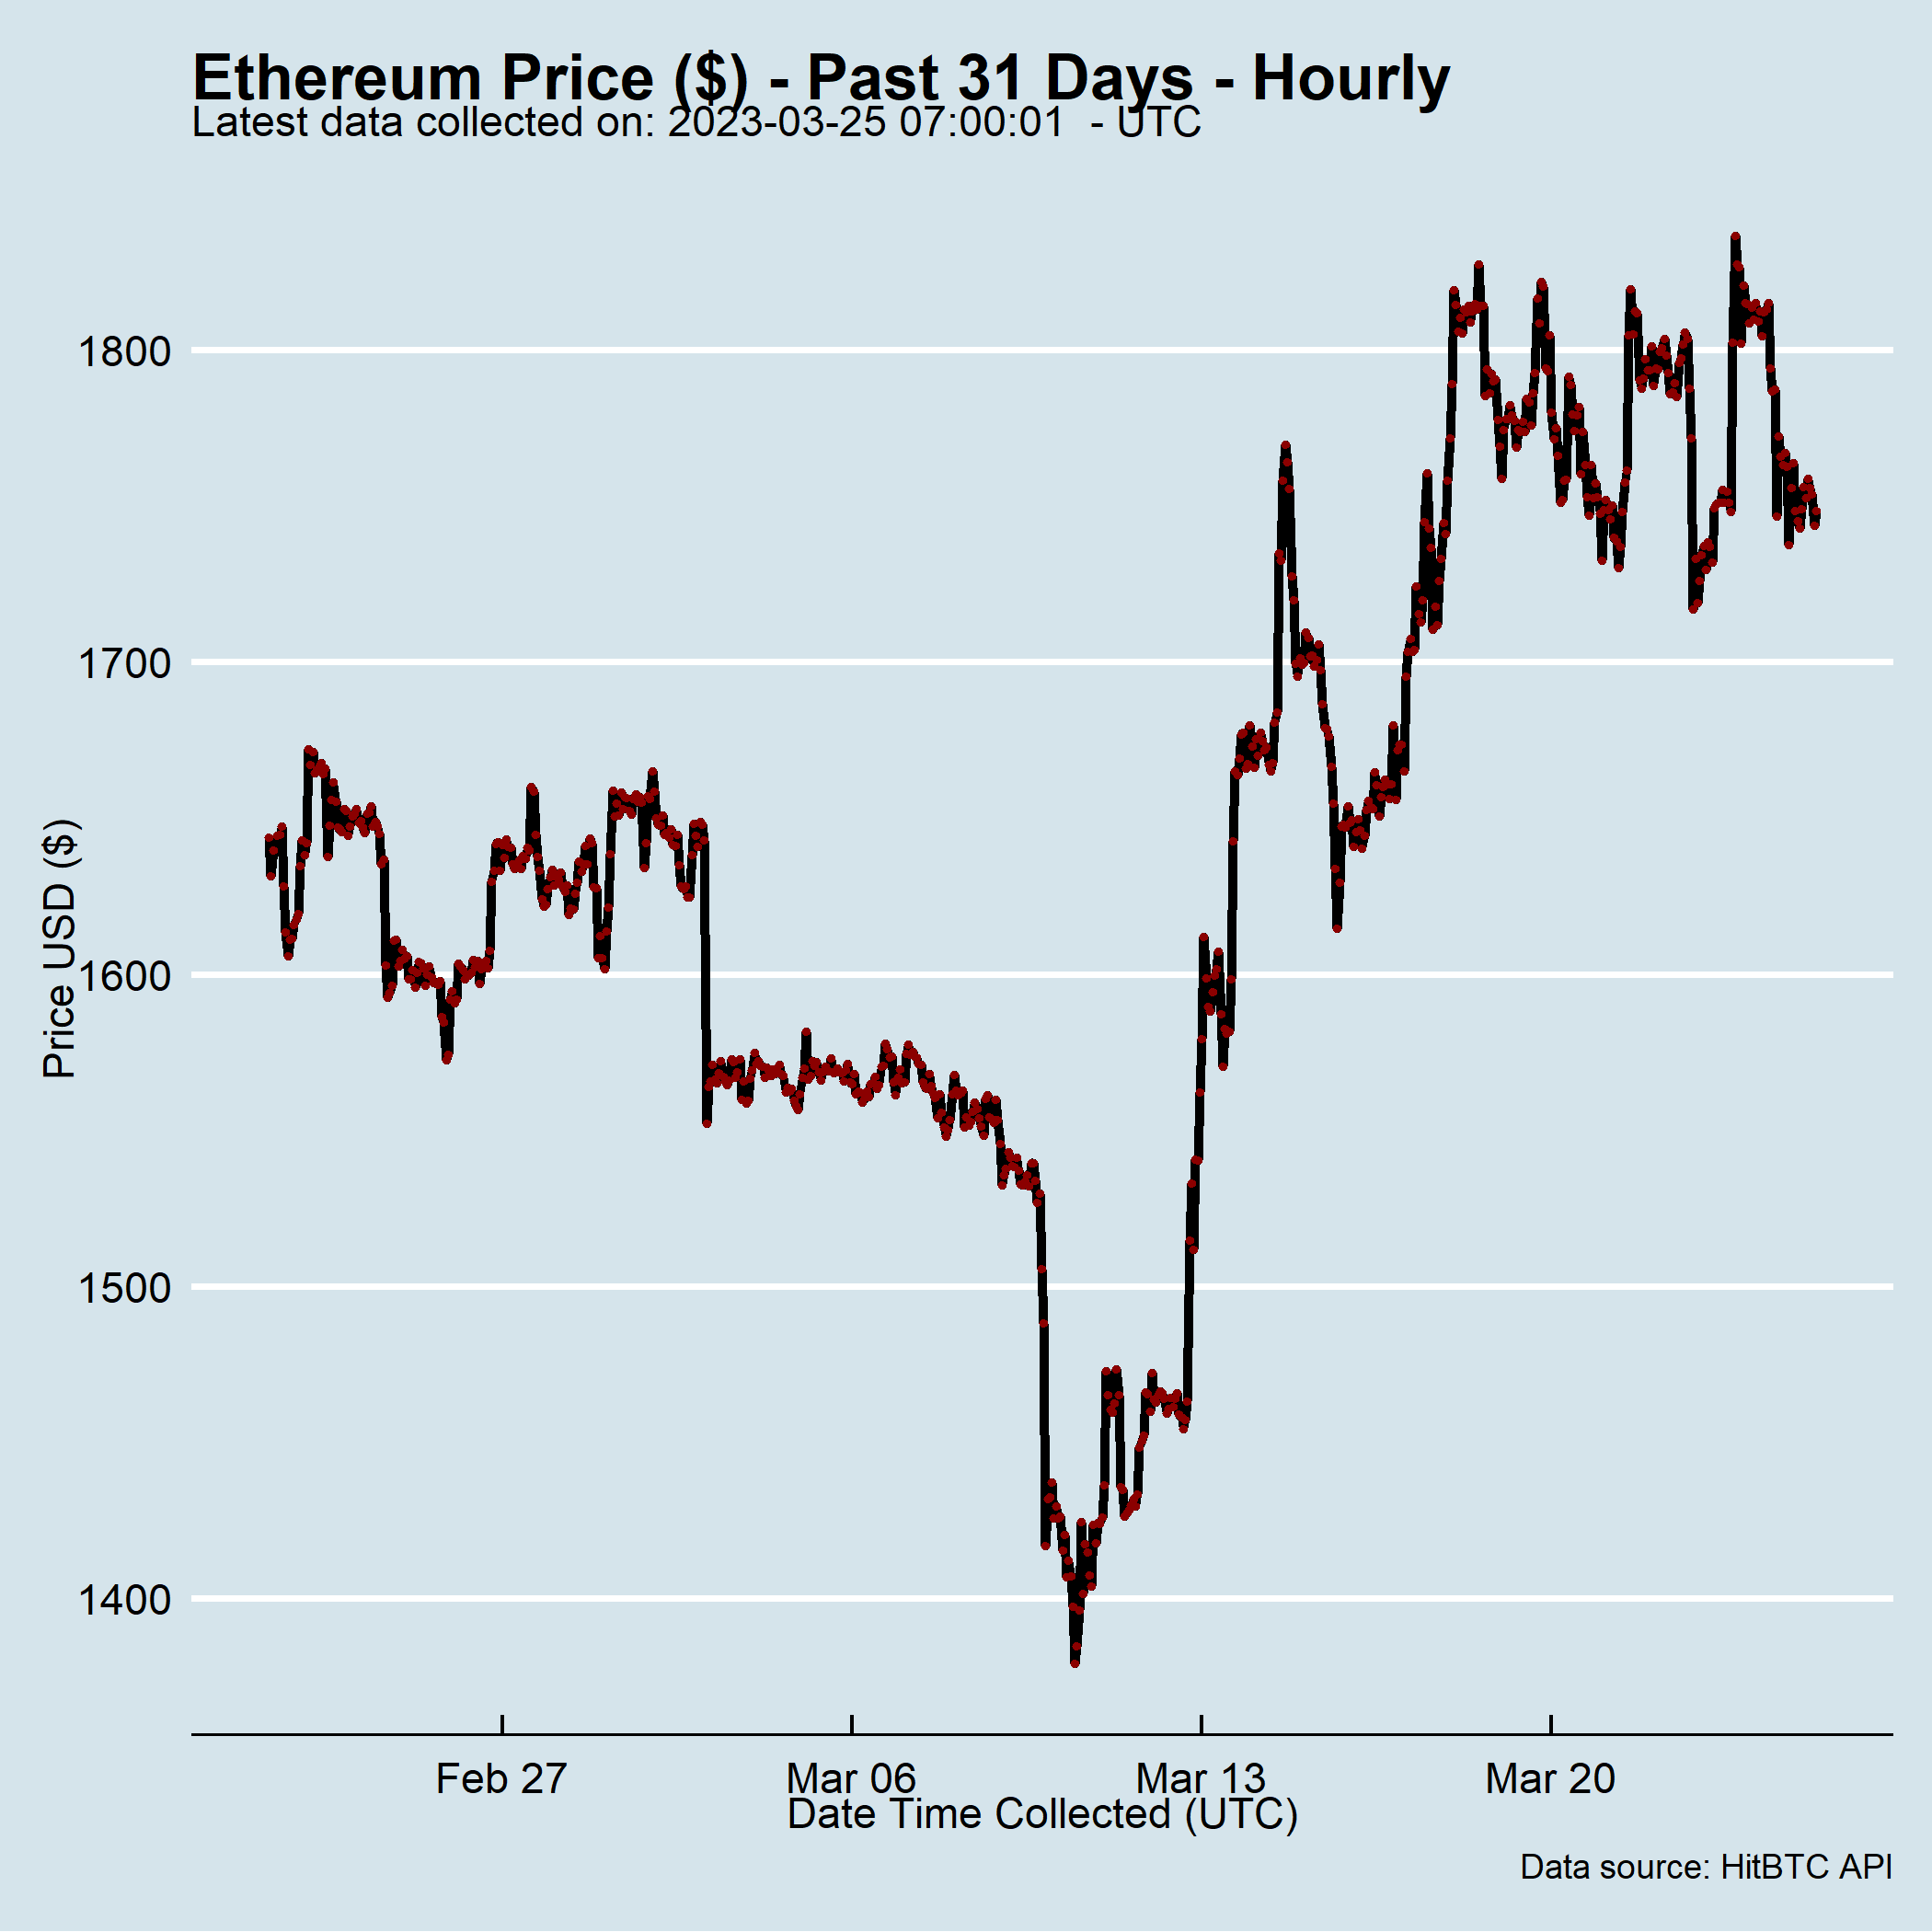 Ethereum Price ($) - Past 31 Days - Hourly
Latest data collected on: 2023-03-25 07:00:01  - UTC
Price USD ($)
1800
1700
1600
1500
1400
Feb 27
Mar 06
Mar 13
Mar 20
Date Time Collected (UTC)
Data source: HitBTC API